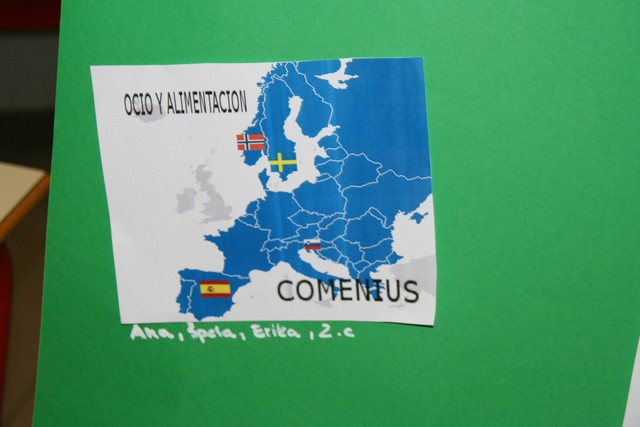 OCIO Y ALIMENTACION
COMENIUS
Ana, Špela, Erika, 2.c